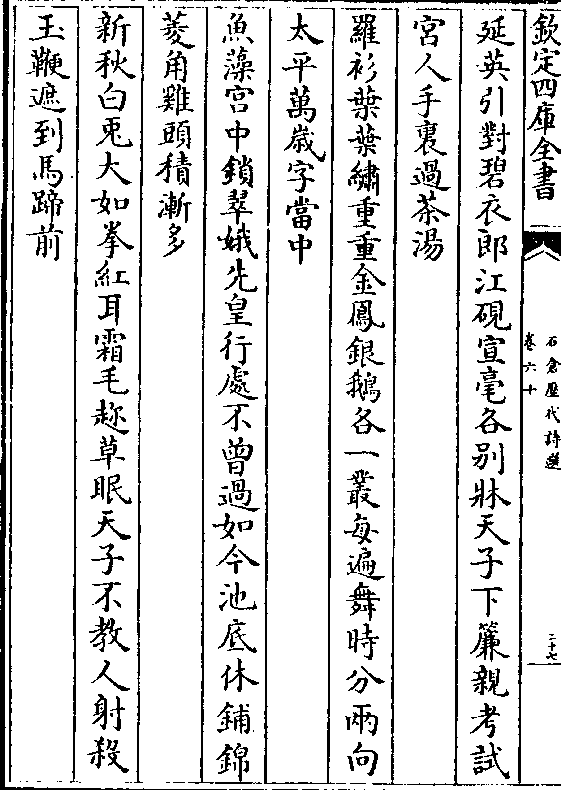 欽定四庫全書
石倉歷代詩選
卷六十
二十七
延英引對碧衣郎江硯宣毫各别牀天子下簾親考試
宮人手裏過茶湯
羅衫葉葉繡重重金鳳銀鵝各一叢每遍舞時分兩向
太平萬歲字當中
魚藻宮中鎖翠娥先皇行處不曾過如今池底休鋪錦
菱角雞頭積漸多
新秋白兎大如拳紅耳霜毛趂草眠天子不教人射殺
玉鞭遮到馬蹄前